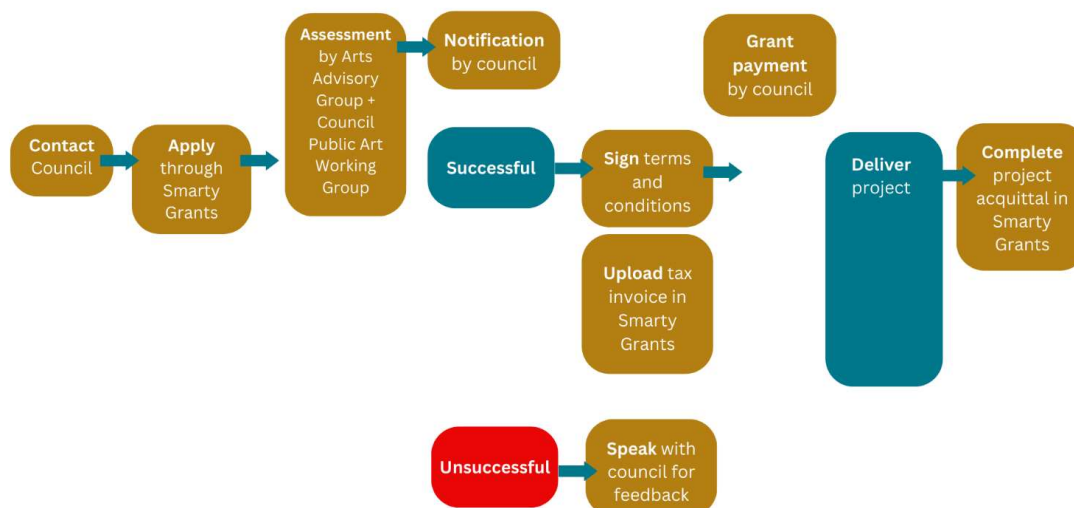 Contact
Council
Apply
through
Smarty
Grants
Assessment
by Arts
Advisory
Group +
Council
Public Art
Working
Group
Notification
by council
Successful
Sign terms
and
conditions
Upload tax
invoice in
Smarty
Grants
Grant
payment
by council
Deliver
project
Complete
project
acquittal in
Smarty
Grants
Unsuccessful
Speak with
council for
feedback